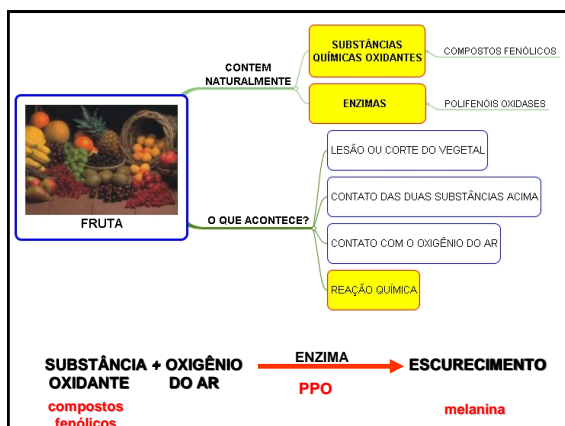 SUBSTÂNCIAS
QUÍMICAS OXIDANTES
COMPOSTOS FENÓLICOS
CONTEM
NATURALMENTE
ENZIMAS
POLIFENÓIS OXIDASES
FRUTA
O QUE ACONTECE?
LESÃO OU CORTE DO VEGETAL
CONTATO DAS DUAS SUBSTÂNCIAS ACIMA
CONTATO COM O OXIGÊNIO DO AR
REAÇÃO QUÍMICA
SUBSTÂNCIA + OXIGÊNIO
OXIDANTE DO AR
ENZIMA
PPO
ESCURECIMENTO
compostos
fenólicos
melanina